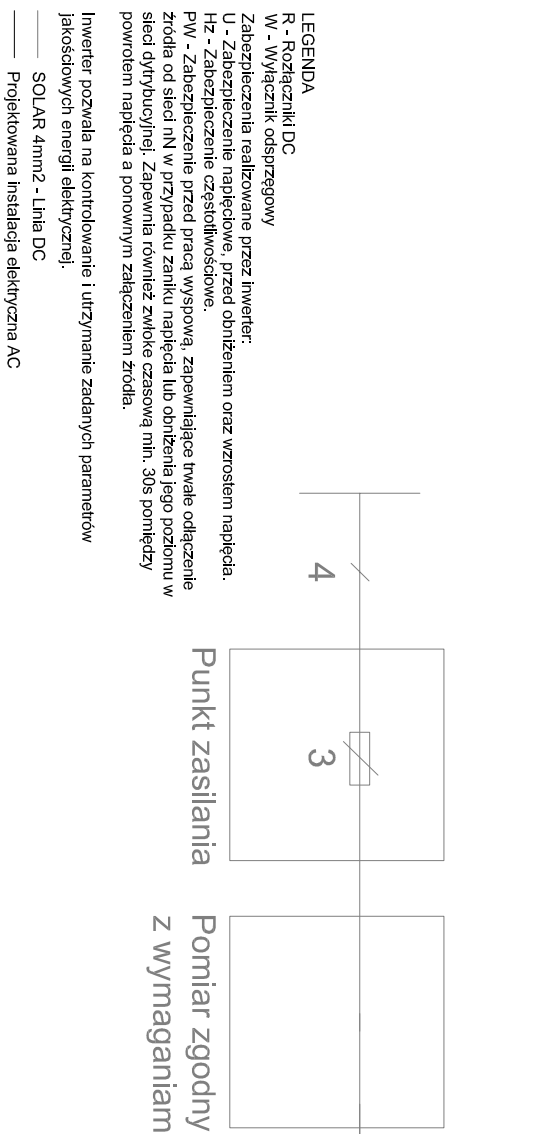 LEGENDA
R - Rozłączniki DC
W - Wyłącznik odsprzęgowy
Zabezpieczenia realizowane przez inwerter:
U - Zabezpieczenie napięciowe, przed obniżeniem oraz wzrostem napięcia.
Hz - Zabezpieczenie częstotliwościowe.
PW - Zabezpieczenie przed pracą wyspową, zapewniające trwałe odłączenie
źródła od sieci nN w przypadku zaniku napięcia lub obniżenia jego poziomu w
sieci dytrybucyjnej. Zapewnia również zwłoke czasową min. 30s pomiędzy
powrotem napięcia a ponownym załączeniem źródła.
Inwerter pozwala na kontrolowanie i utrzymanie zadanych parametrów
jakościowych energii elektrycznej.
SOLAR 4mm2 - Linia DC
Projektowana instalacja elektryczna AC
4
3
Punkt zasilania
Pomiar zgodny
z wymaganiam